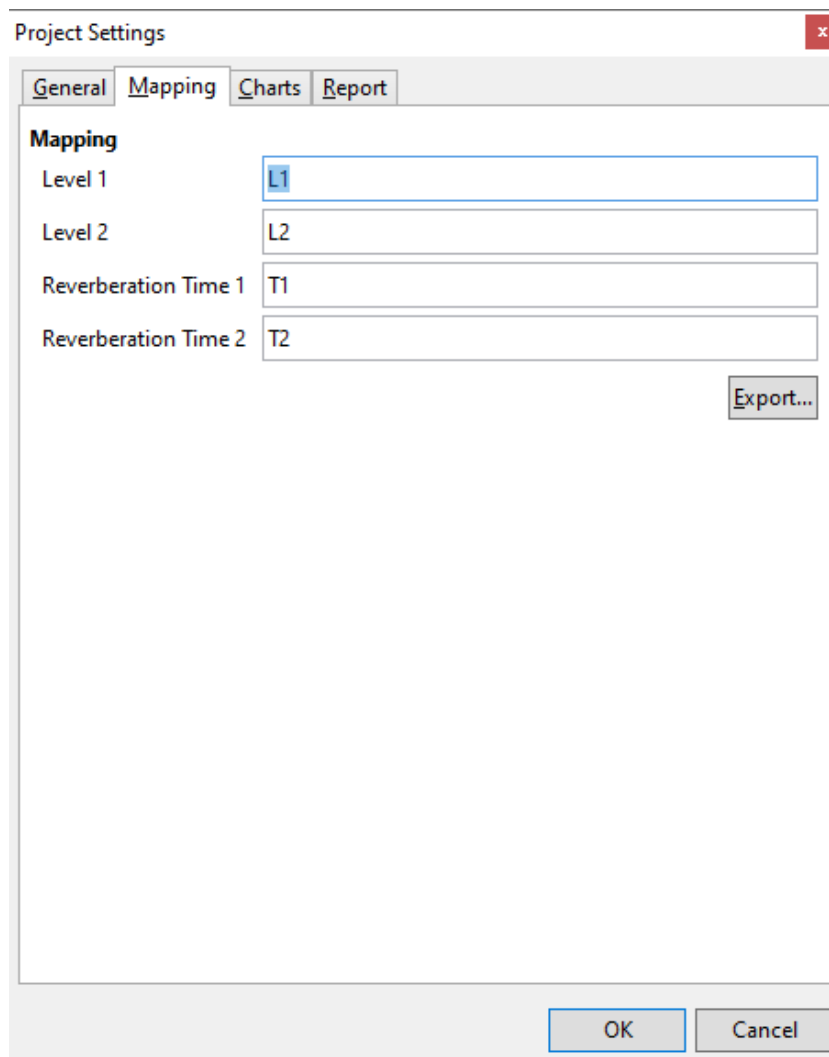 Project Settings
x
General Mapping Charts Report
Mapping
Level 1 L1
Level 2 L2
Reverberation Time 1 T1
Reverberation Time 2 T2
Export...
OK Cancel